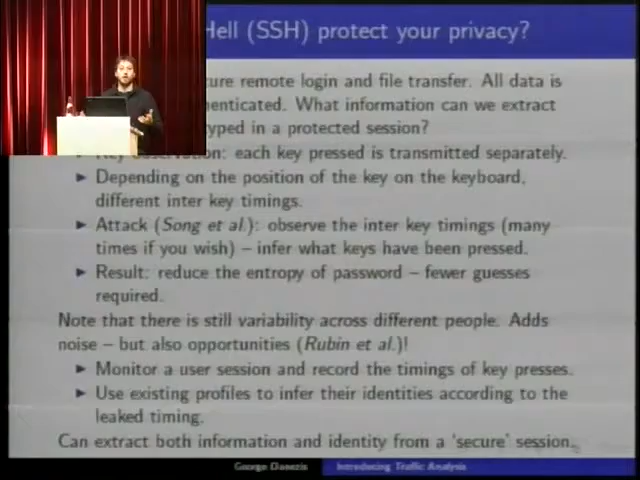 Hell (SSH) protect your privacy?
remote login and file transfer. All data is
What information can we extract
typed in a protected session?
observation: each key pressed is transmitted separately.
▶ Depending on the position of the key on the keyboard,
different inter key timings.
▶ Attack (Song et al.): observe the inter key timings (many
times if you wish) – infer what keys have been pressed.
▶ Result: reduce the entropy of password – fewer guesses
required.
Note that there is still variability across different people. Adds
noise – but also opportunities (Rubin et al.)!
▶ Monitor a user session and record the timings of key presses.
▶ Use existing profiles to infer their identities according to the
leaked timing.
Can extract both information and identity from a ‘secure’ session.
George Danezis
Introducing Traffic Analysis